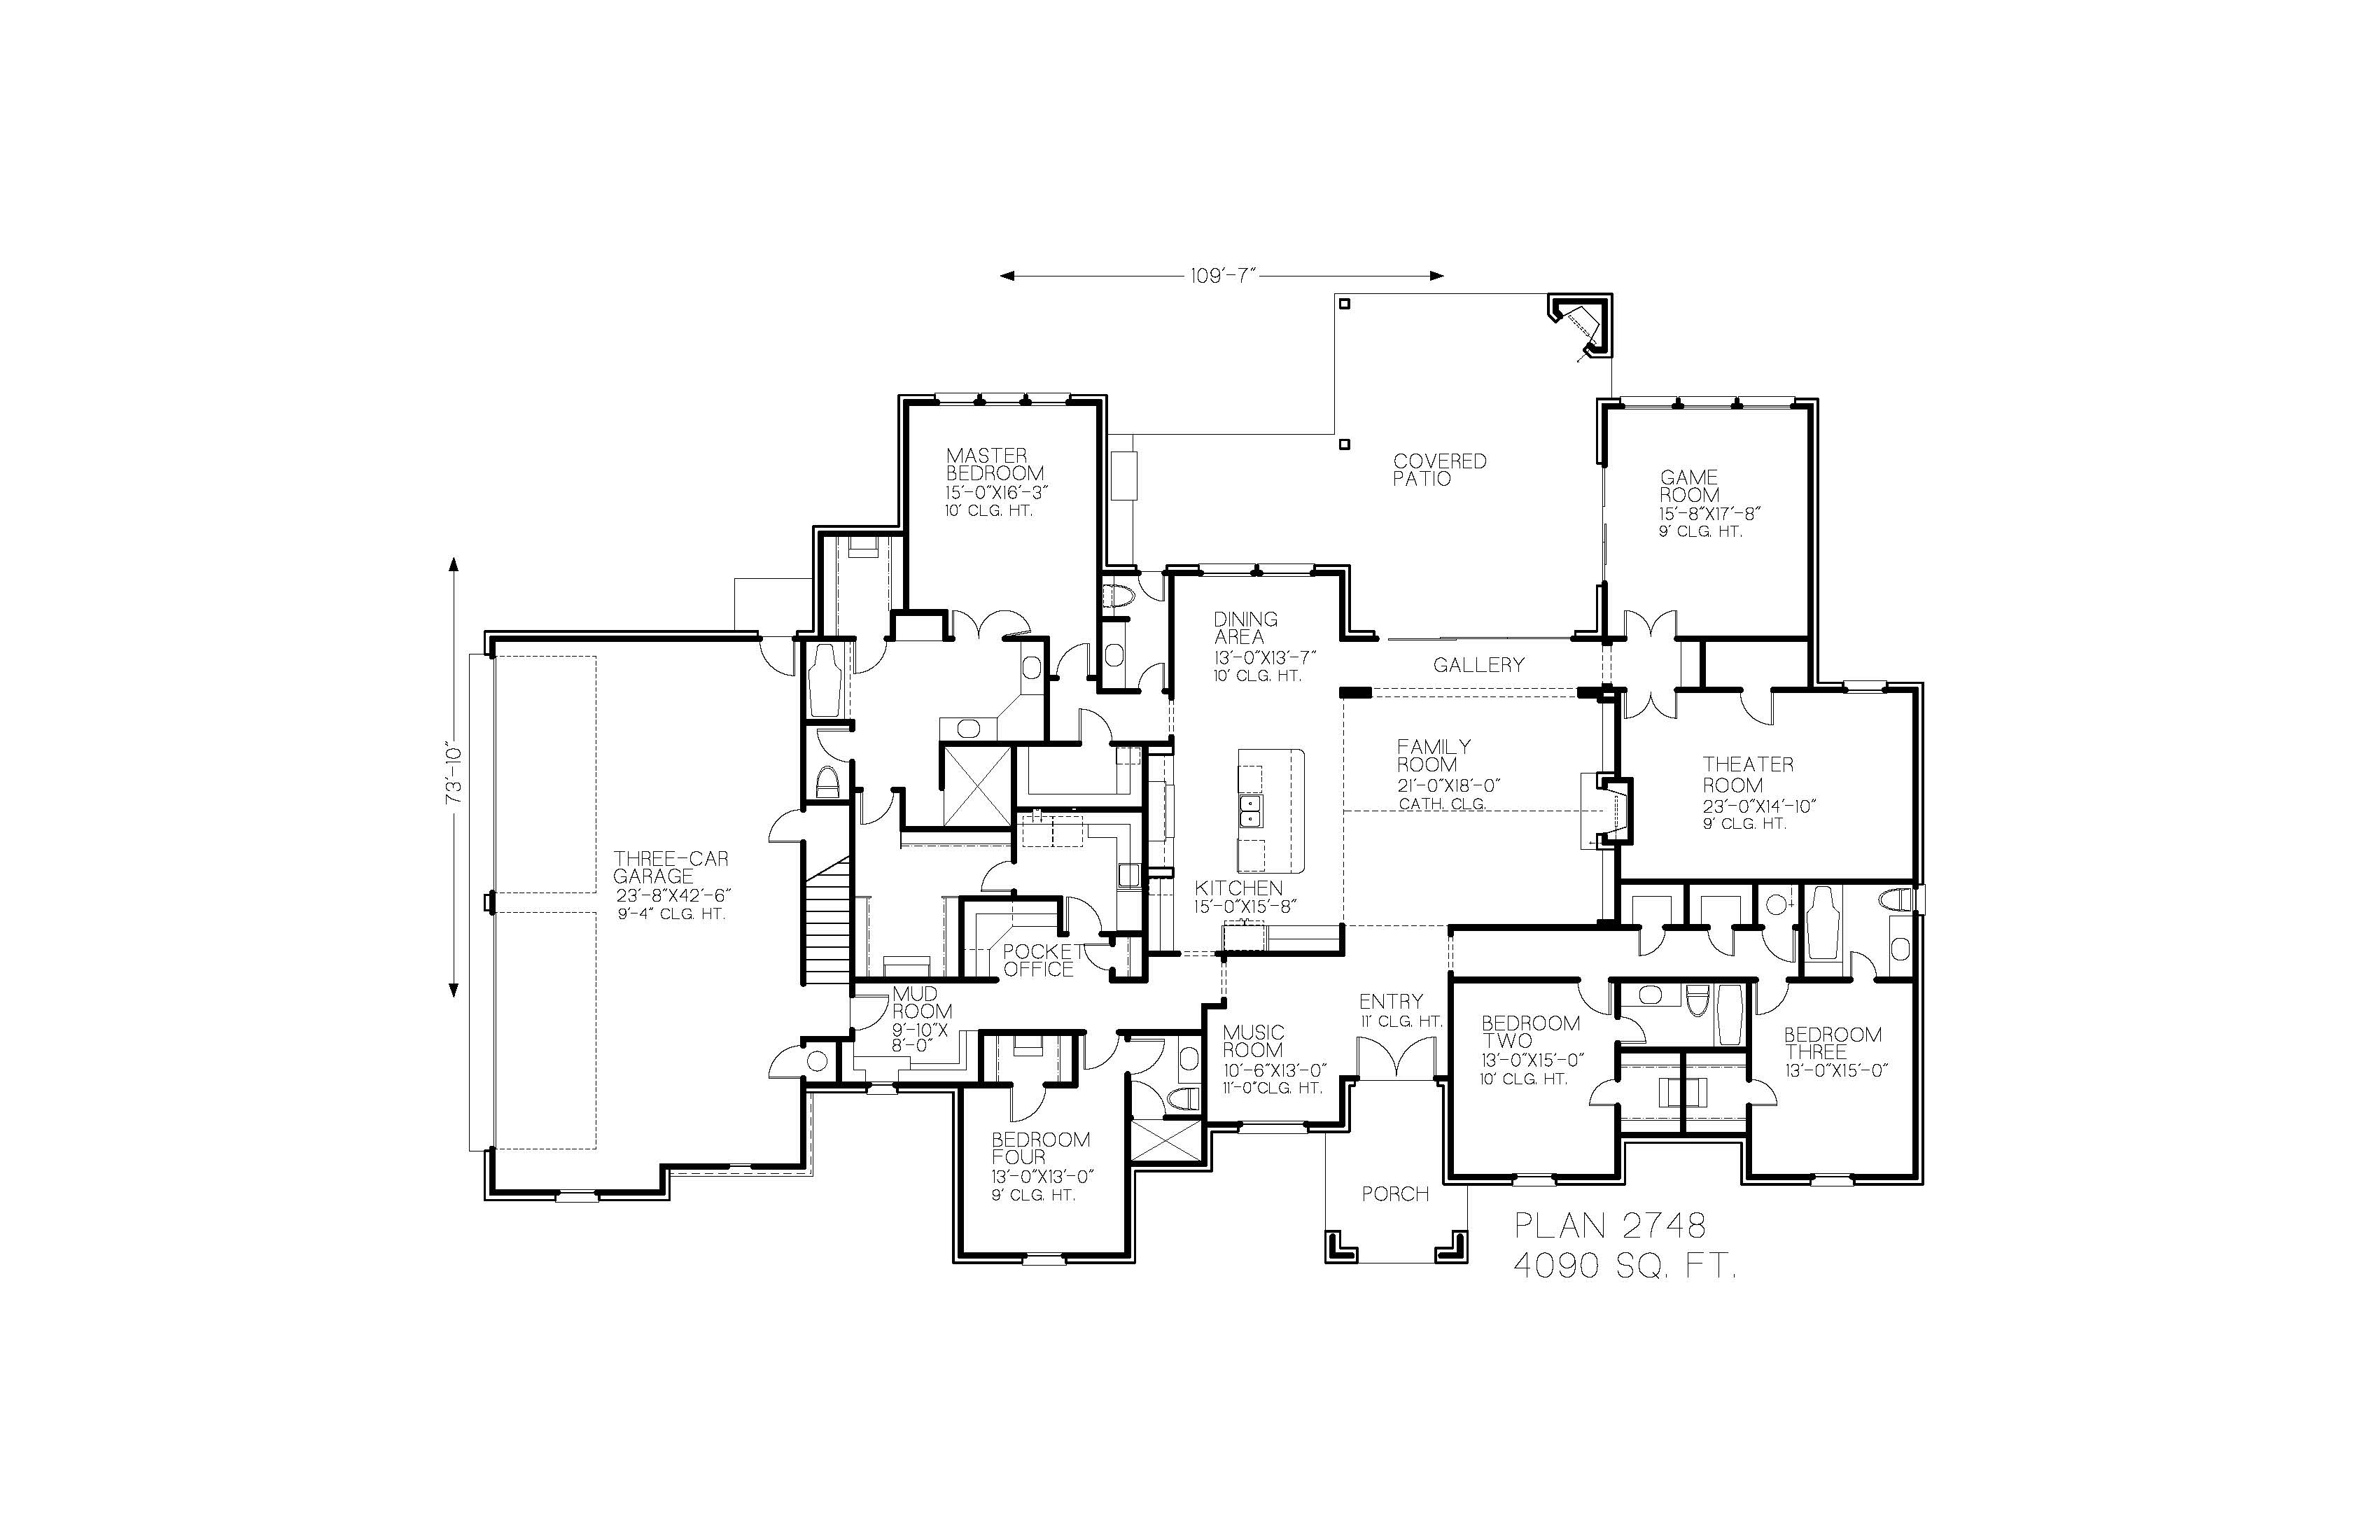 109'-7"
MASTER
BEDROOM
15'-0"X16'-3"
10' CLG. HT.
COVERED
PATIO
GAME
ROOM
15'-8"X17'-8"
9' CLG. HT.
DINING
AREA
13'-0"X13'-7"
10' CLG. HT.
GALLERY
73'-10"
FAMILY
ROOM
21'-0"X18'-0"
CATH. CLG.
THEATER
ROOM
23'-0"X14'-10"
9' CLG. HT.
THREE-CAR
GARAGE
23'-8"X42'-6"
9'-4" CLG. HT.
KITCHEN
15'-0"X15'-8"
POCKET
OFFICE
MUD
ROOM
9'-10"X
8'-0"
ENTRY
11' CLG. HT.
MUSIC
ROOM
10'-6"X13'-0"
11'-0"CLG. HT.
BEDROOM
TWO
13'-0"X15'-0"
10' CLG. HT.
BEDROOM
THREE
13'-0"X15'-0"
BEDROOM
FOUR
13'-0"X13'-0"
9' CLG. HT.
PORCH
PLAN 2748
4090 SQ. FT.